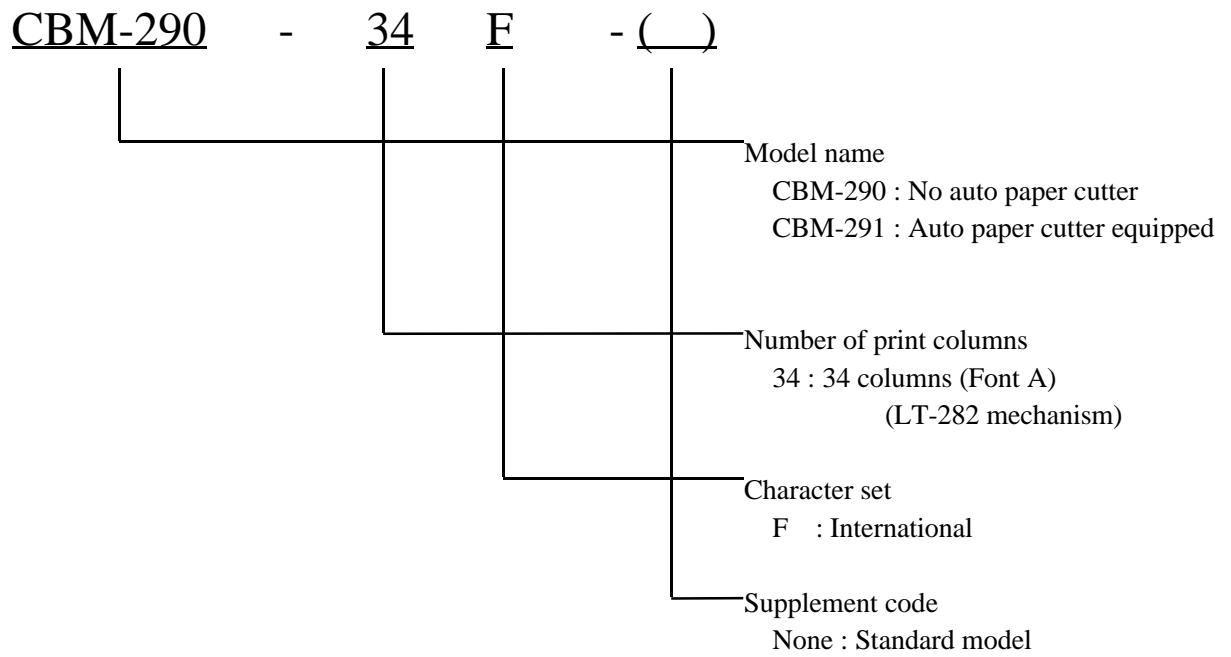 CBM-290 - 34 F - ( )
Model name
CBM-290 : No auto paper cutter
CBM-291 : Auto paper cutter equipped
Number of print columns
34 : 34 columns (Font A)
(LT-282 mechanism)
Character set
F : International
Supplement code
None : Standard model